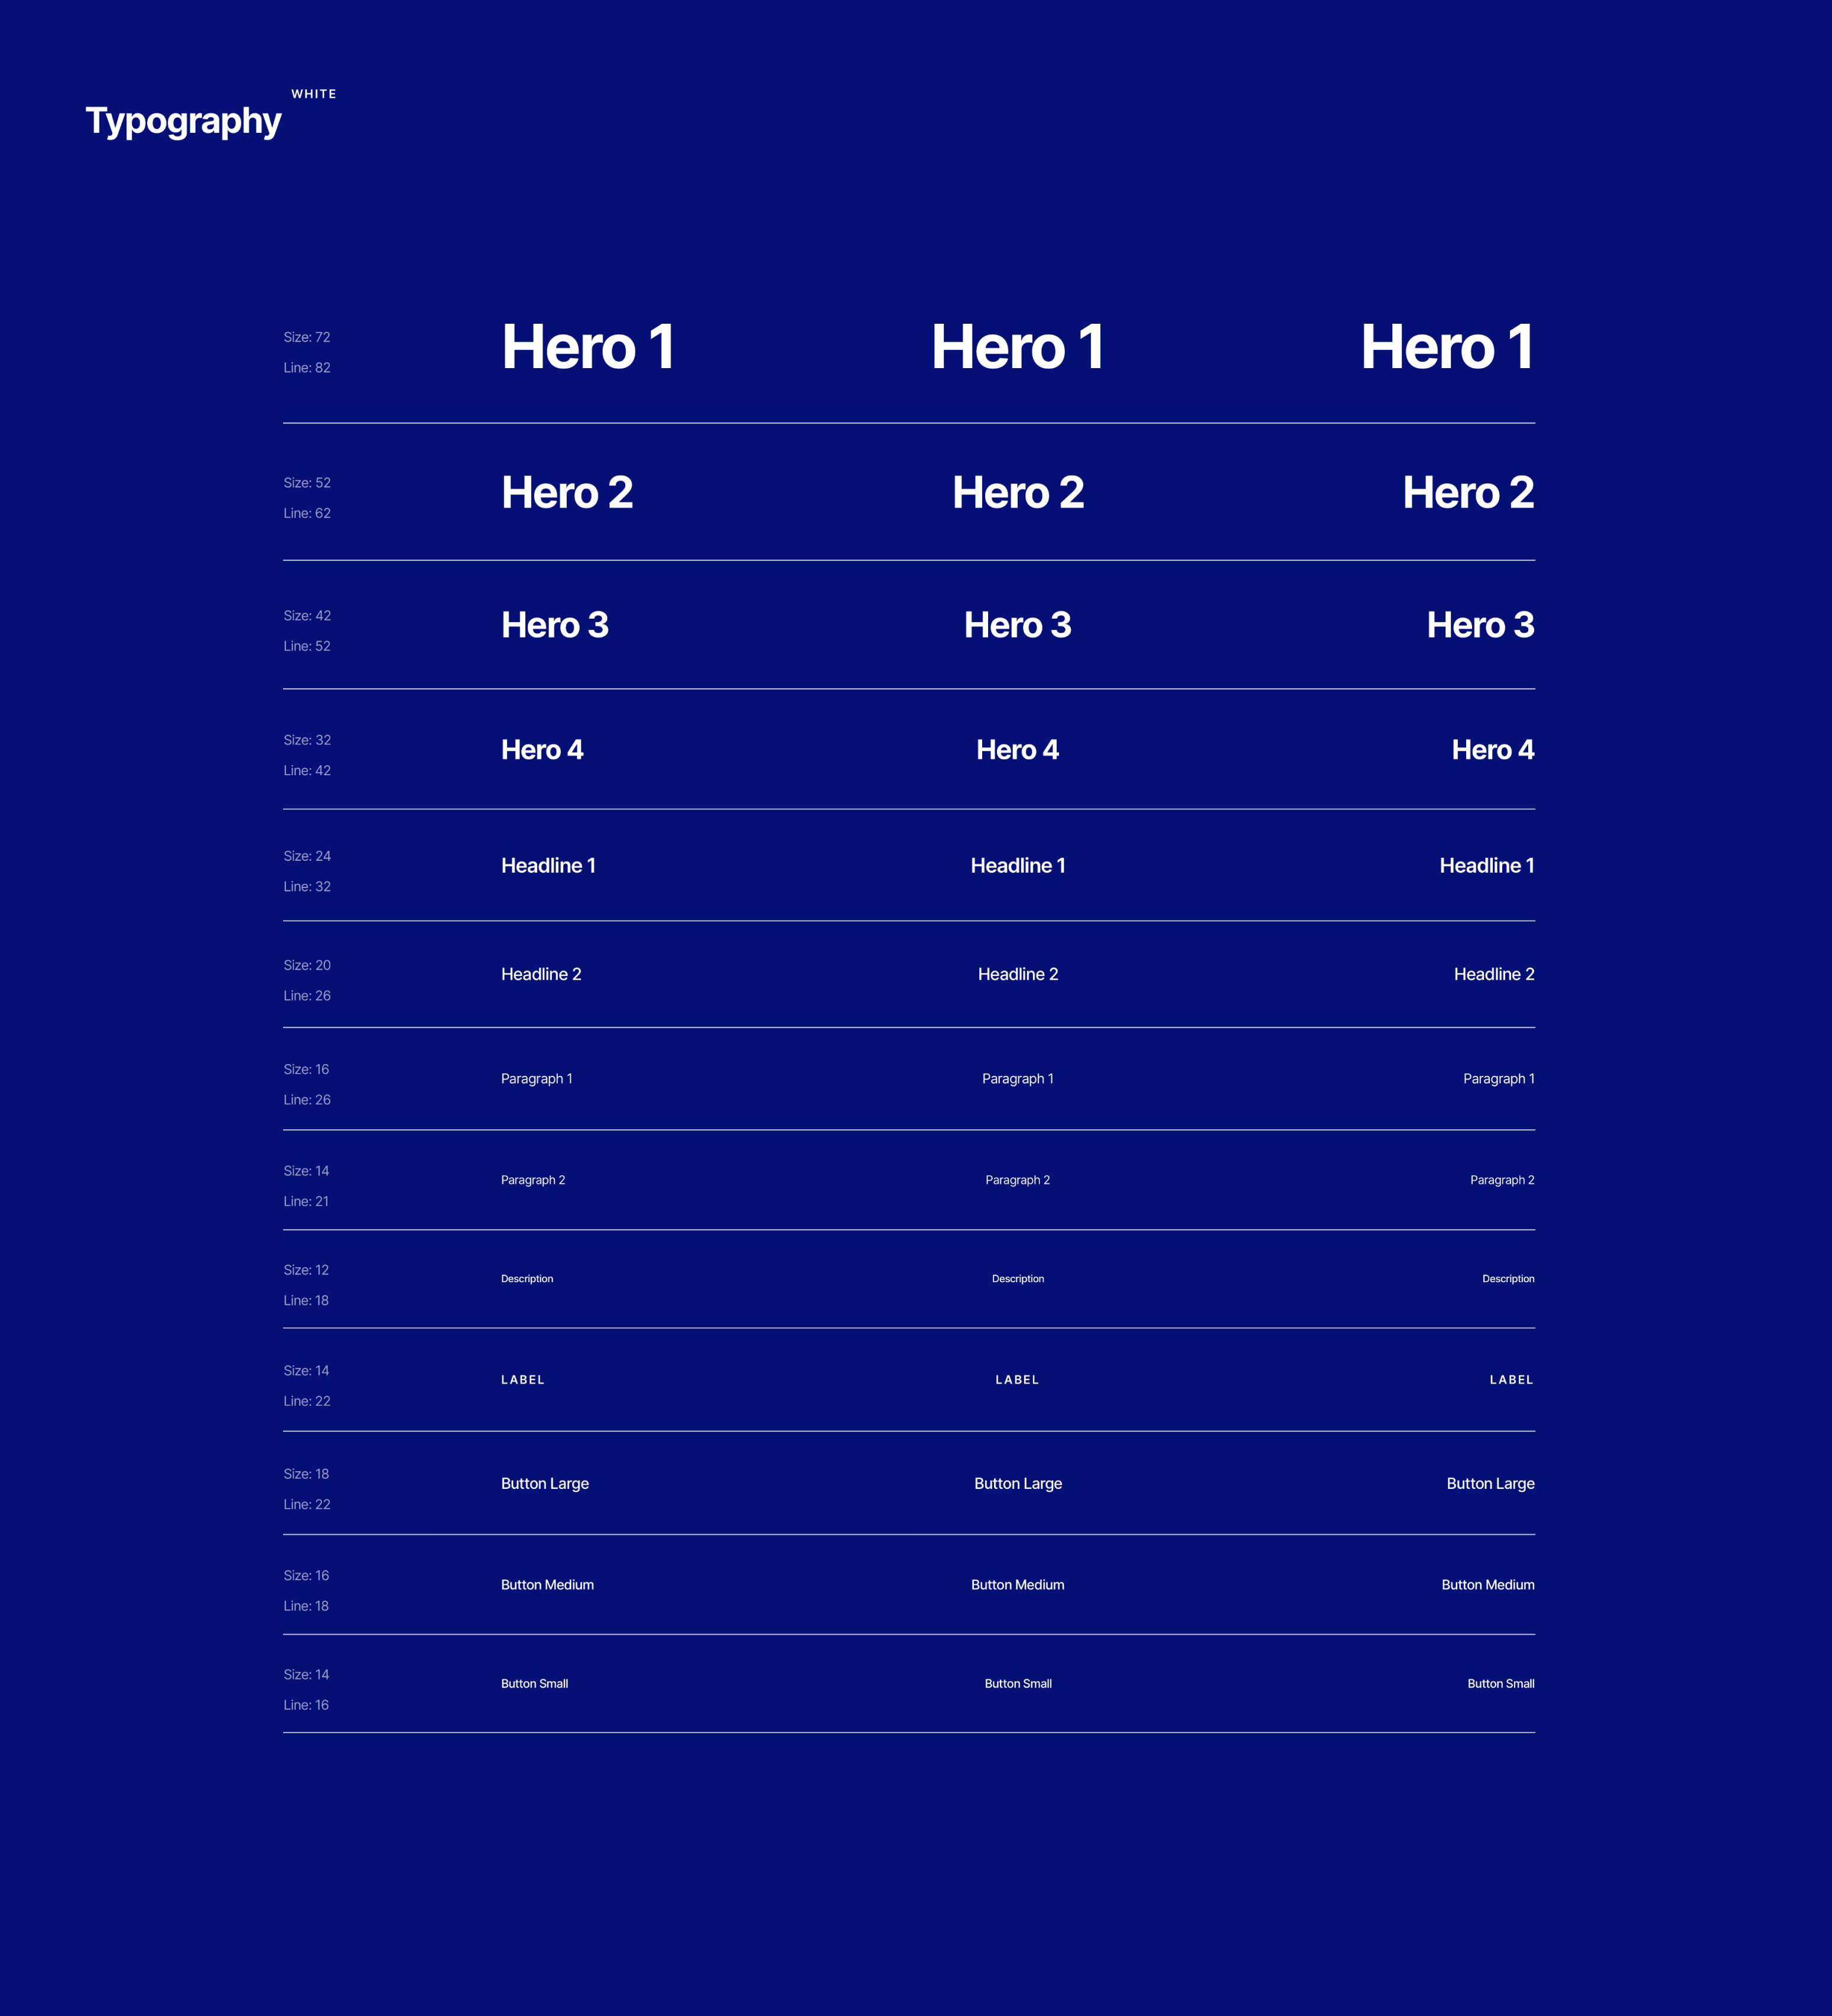 WHITE
Typography
Size: 72
Line: 82
Hero 1 Hero 1 Hero 1
Size: 52
Line: 62
Hero 2 Hero 2 Hero 2
Size: 42
Line: 52
Hero 3 Hero 3 Hero 3
Size: 32
Line: 42
Hero 4 Hero 4 Hero 4
Size: 24
Line: 32
Headline 1 Headline 1 Headline 1
Size: 20
Line: 26
Headline 2 Headline 2 Headline 2
Size: 16
Line: 26
Paragraph 1 Paragraph 1 Paragraph 1
Size: 14
Line: 21
Paragraph 2 Paragraph 2 Paragraph 2
Size: 12
Line: 18
Description Description Description
Size: 14
Line: 22
LABEL LABEL LABEL
Size: 18
Line: 22
Button Large Button Large Button Large
Size: 16
Line: 18
Button Medium Button Medium Button Medium
Size: 14
Line: 16
Button Small Button Small Button Small